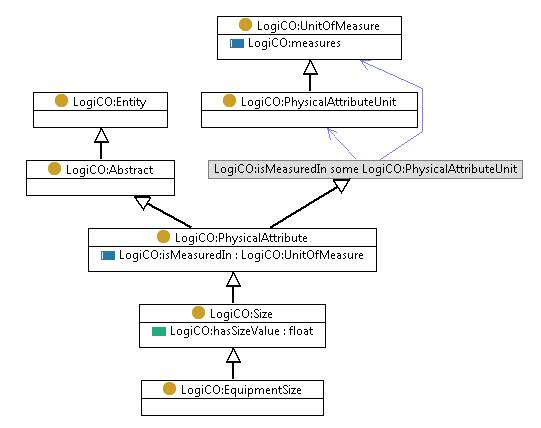 LogiCO:UnitOfMeasure
LogiCO:measures
LogiCO:Entity
LogiCO:PhysicalAttributeUnit
LogiCO:Abstract
LogiCO:isMeasuredIn some LogiCO:PhysicalAttributeUnit
LogiCO:PhysicalAttribute
LogiCO:isMeasuredIn : LogiCO:UnitOfMeasure
LogiCO:Size
LogiCO:hasSizeValue : float
LogiCO:EquipmentSize